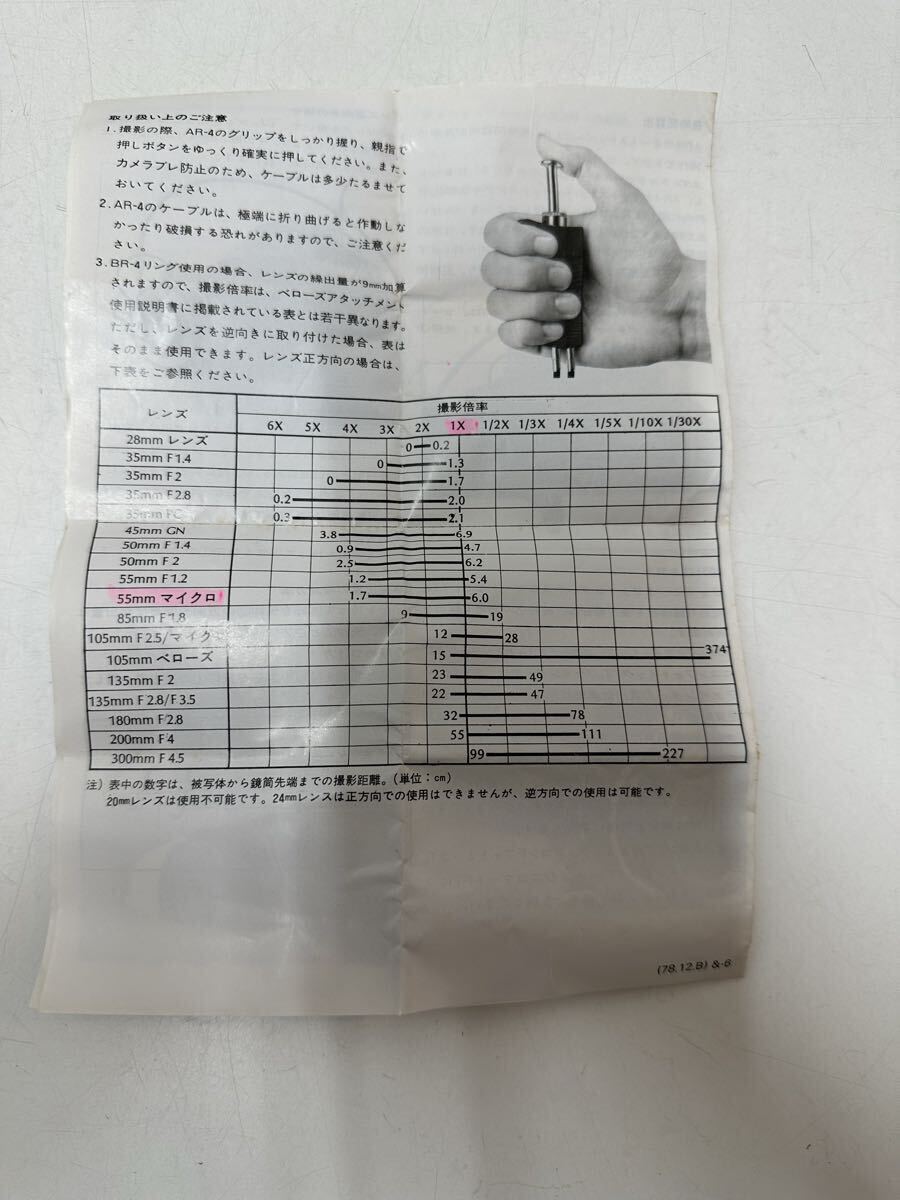 取り扱い上のご注意
1. 撮影の際、AR-4のグリップをしっかり握り、親指で
押しボタンをゆっくり確実に押してください。また、
カメラブレ防止のため、ケーブルは多少たるませて
おいてください。
2. AR-4のケーブルは、極端に折り曲げると作動しな
かったり破損する恐れがありますので、ご注意くだ
さい。
3. BR-4リング使用の場合、レンズの繰出量が9mm加算
されますので、撮影倍率は、ベローズアタッチメント
使用説明書に掲載されている表とは若干異なります。
ただし、レンズを逆向きに取り付けた場合、表は
そのまま使用できます。レンズ正方向の場合は、
下表をご参照ください。
レンズ 撮影倍率
6X 5X 4X 3X 2X 1X 1/2X 1/3X 1/4X 1/5X 1/10X 1/30X
28mm レンズ 0 0.2
35mm F1.4 0 1.3
35mm F2 0 1.7
35mm F2.8 0.2 2.0
35mm PC 0.3 2.1
45mm GN 3.8 6.9
50mm F1.4 0.9 4.7
50mm F2 2.5 6.2
55mm F1.2 1.2 5.4
55mm マイクロ 1.7 6.0
85mm F1.8 9 19
105mm F2.5/マイク 12 28
105mm ベローズ 15 374
135mm F2 23 49
135mm F2.8/F3.5 22 47
180mm F2.8 32 78
200mm F4 55 111
300mm F4.5 99 227
注) 表中の数字は、被写体から鏡筒先端までの撮影距離。(単位:cm)
20mmレンズは使用不可能です。24mmレンスは正方向での使用はできませんが、逆方向での使用は可能です。
(78.12.B) &-6